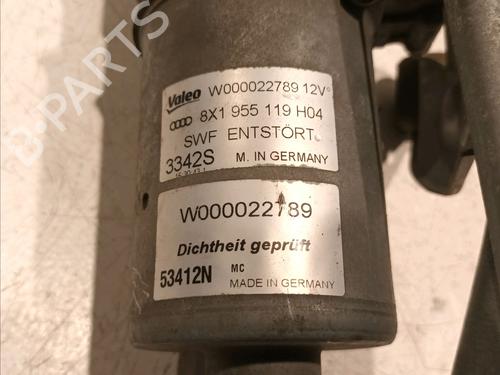 Valeo W000022789 12V
8X1 955 119 H04
SWF ENTSTÖRT
3342S M. IN GERMANY
W000022789
Dichtheit geprüft
53412N MC
MADE IN GERMANY
B-Parts